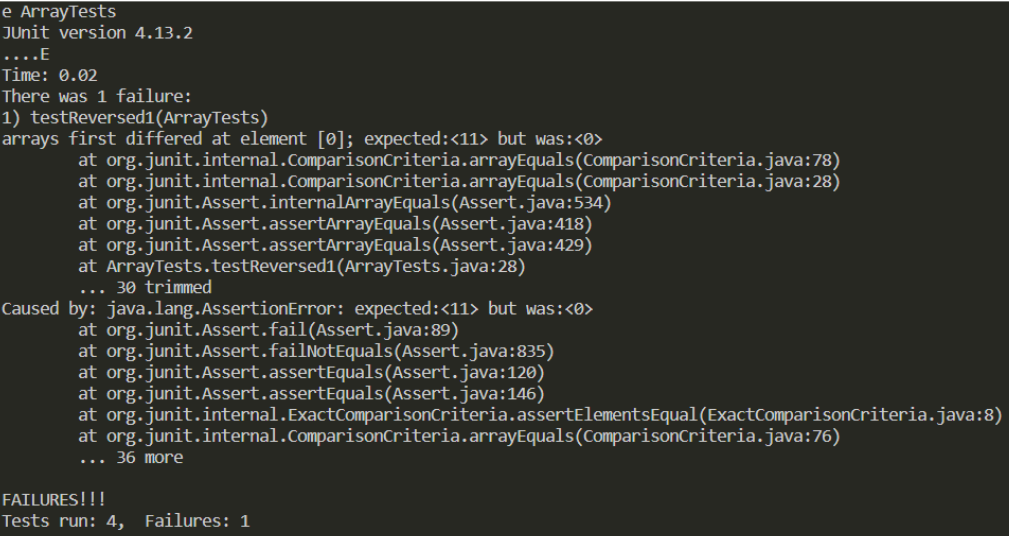 e ArrayTests
JUnit version 4.13.2
....E
Time: 0.02
There was 1 failure:
1) testReversed1(ArrayTests)
arrays first differed at element [0]; expected:<11> but was:<0>
        at org.junit.internal.ComparisonCriteria.arrayEquals(ComparisonCriteria.java:78)
        at org.junit.internal.ComparisonCriteria.arrayEquals(ComparisonCriteria.java:28)
        at org.junit.Assert.internalArrayEquals(Assert.java:534)
        at org.junit.Assert.assertArrayEquals(Assert.java:418)
        at org.junit.Assert.assertArrayEquals(Assert.java:429)
        at ArrayTests.testReversed1(ArrayTests.java:28)
        ... 30 trimmed
Caused by: java.lang.AssertionError: expected:<11> but was:<0>
        at org.junit.Assert.fail(Assert.java:89)
        at org.junit.Assert.failNotEquals(Assert.java:835)
        at org.junit.Assert.assertEquals(Assert.java:120)
        at org.junit.Assert.assertEquals(Assert.java:146)
        at org.junit.internal.ExactComparisonCriteria.assertElementsEqual(ExactComparisonCriteria.java:8)
        at org.junit.internal.ComparisonCriteria.arrayEquals(ComparisonCriteria.java:76)
        ... 36 more
FAILURES!!!
Tests run: 4,  Failures: 1